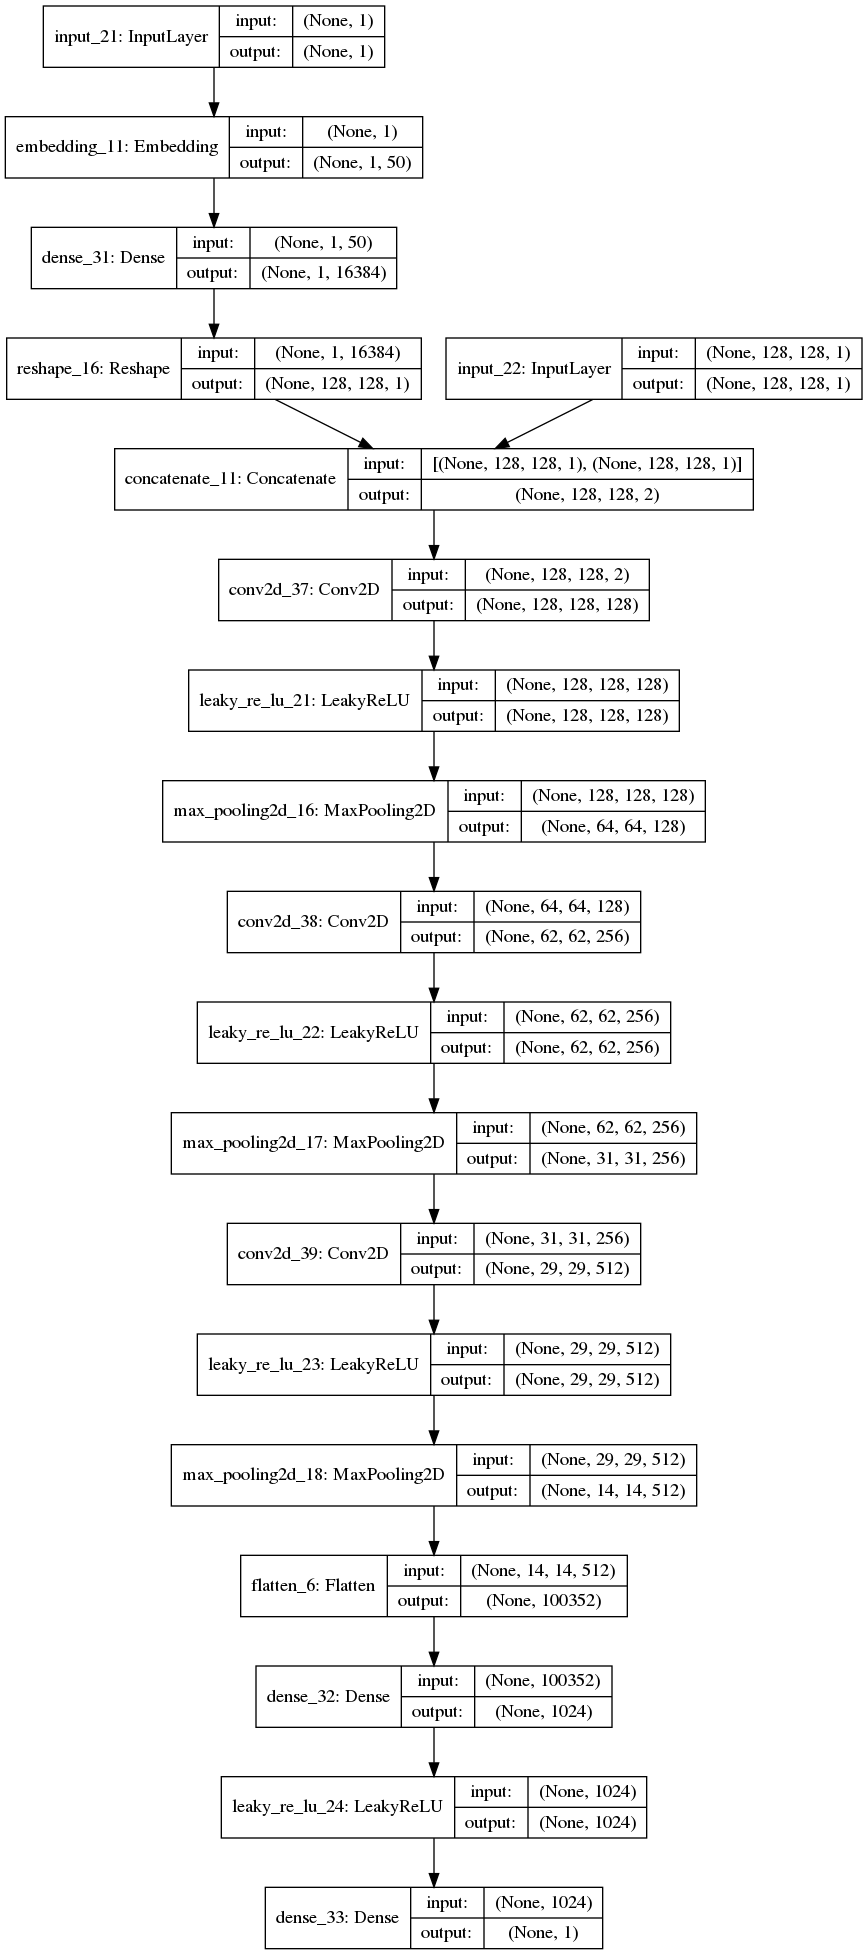 input_21: InputLayer
input: (None, 1)
output: (None, 1)
embedding_11: Embedding
input: (None, 1)
output: (None, 1, 50)
dense_31: Dense
input: (None, 1, 50)
output: (None, 1, 16384)
reshape_16: Reshape
input: (None, 1, 16384)
output: (None, 128, 128, 1)
input_22: InputLayer
input: (None, 128, 128, 1)
output: (None, 128, 128, 1)
concatenate_11: Concatenate
input: [(None, 128, 128, 1), (None, 128, 128, 1)]
output: (None, 128, 128, 2)
conv2d_37: Conv2D
input: (None, 128, 128, 2)
output: (None, 128, 128, 128)
leaky_re_lu_21: LeakyReLU
input: (None, 128, 128, 128)
output: (None, 128, 128, 128)
max_pooling2d_16: MaxPooling2D
input: (None, 128, 128, 128)
output: (None, 64, 64, 128)
conv2d_38: Conv2D
input: (None, 64, 64, 128)
output: (None, 62, 62, 256)
leaky_re_lu_22: LeakyReLU
input: (None, 62, 62, 256)
output: (None, 62, 62, 256)
max_pooling2d_17: MaxPooling2D
input: (None, 62, 62, 256)
output: (None, 31, 31, 256)
conv2d_39: Conv2D
input: (None, 31, 31, 256)
output: (None, 29, 29, 512)
leaky_re_lu_23: LeakyReLU
input: (None, 29, 29, 512)
output: (None, 29, 29, 512)
max_pooling2d_18: MaxPooling2D
input: (None, 29, 29, 512)
output: (None, 14, 14, 512)
flatten_6: Flatten
input: (None, 14, 14, 512)
output: (None, 100352)
dense_32: Dense
input: (None, 100352)
output: (None, 1024)
leaky_re_lu_24: LeakyReLU
input: (None, 1024)
output: (None, 1024)
dense_33: Dense
input: (None, 1024)
output: (None, 1)